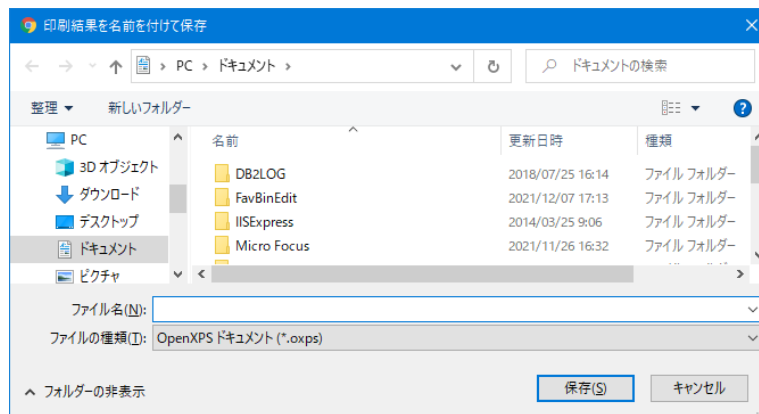 印刷結果を名前を付けて保存
PC › ドキュメント ›
ドキュメントの検索
整理 新しいフォルダー
PC
3D オブジェクト
ダウンロード
デスクトップ
ドキュメント
ピクチャ
名前 更新日時 種類
DB2LOG 2018/07/25 16:14 ファイル フォルダー
FavBinEdit 2021/12/07 17:13 ファイル フォルダー
IISExpress 2014/03/25 9:06 ファイル フォルダー
Micro Focus 2021/11/26 16:32 ファイル フォルダー
ファイル名(N):
ファイルの種類(T): OpenXPS ドキュメント (*.oxps)
フォルダーの非表示
保存(S) キャンセル